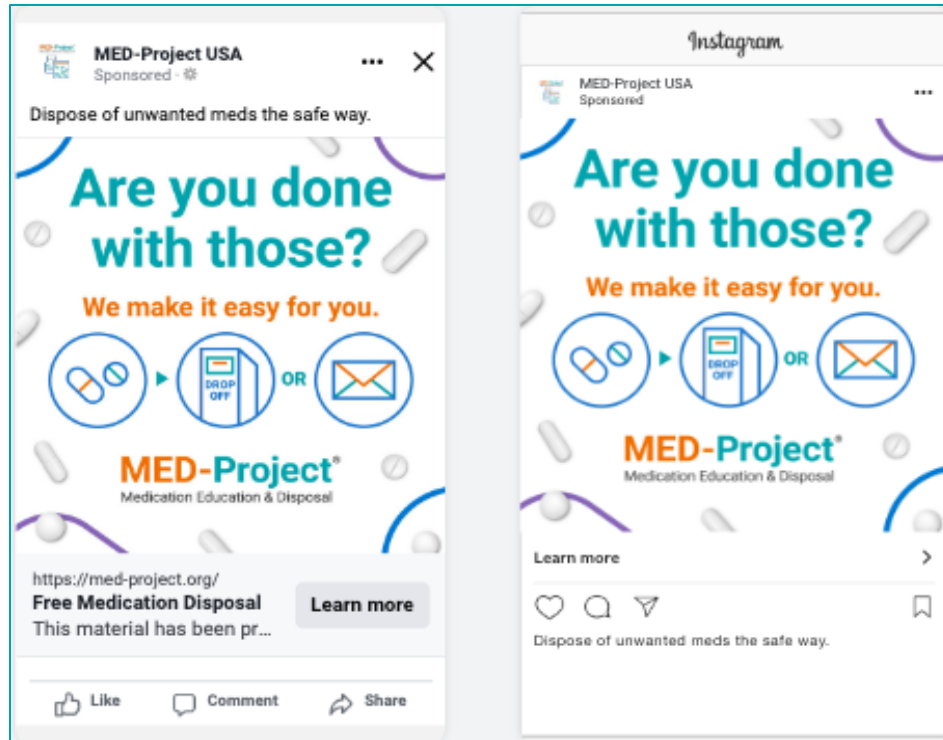 MED-Project USA
Sponsored ·
Dispose of unwanted meds the safe way.
Are you done
with those?
We make it easy for you.
DROP
OFF
OR
MED-Project®
Medication Education & Disposal
https://med-project.org/
Free Medication Disposal
This material has been pr...
Learn more
Like
Comment
Share
Instagram
MED-Project USA
Sponsored
Are you done
with those?
We make it easy for you.
DROP
OFF
OR
MED-Project®
Medication Education & Disposal
Learn more
Dispose of unwanted meds the safe way.